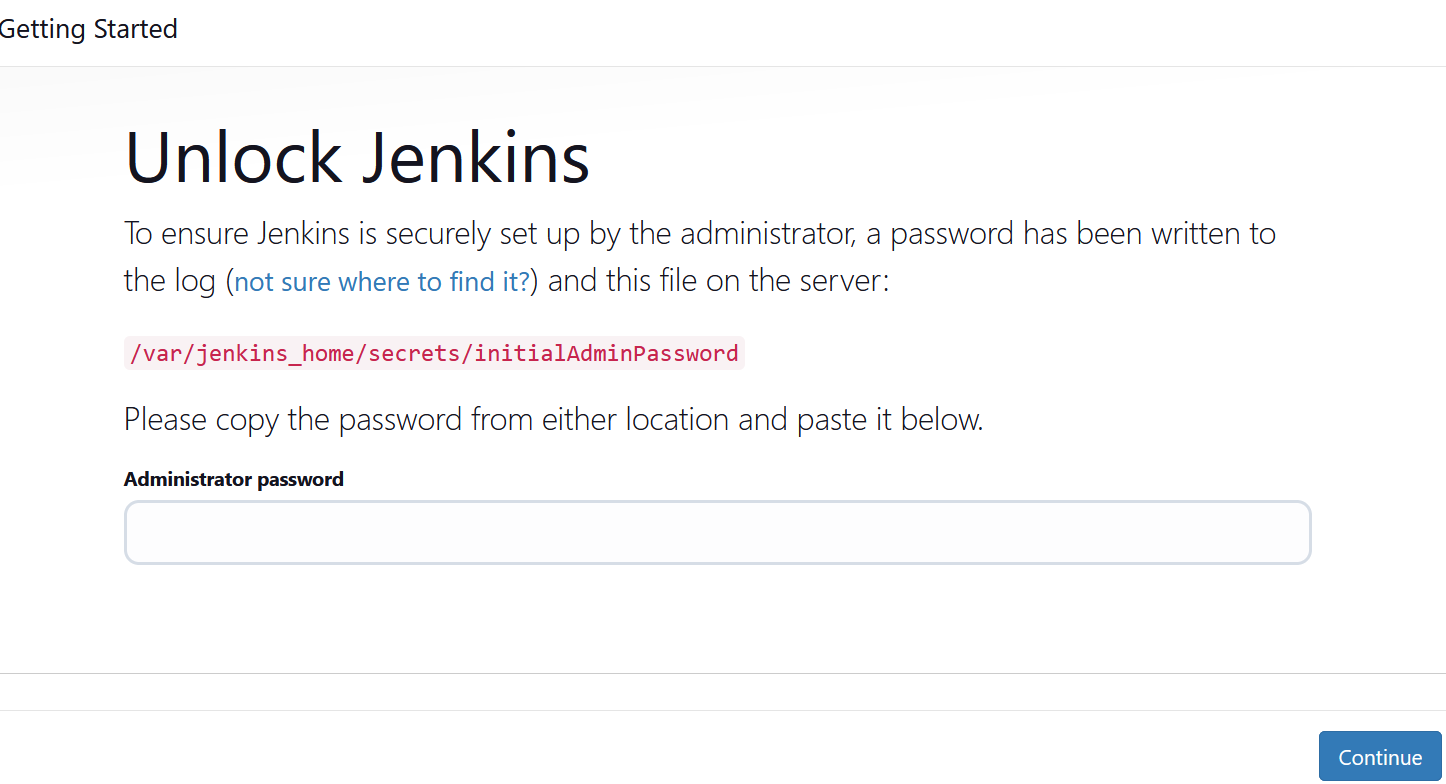 Getting Started
Unlock Jenkins
To ensure Jenkins is securely set up by the administrator, a password has been written to
the log (not sure where to find it?) and this file on the server:
/var/jenkins_home/secrets/initialAdminPassword
Please copy the password from either location and paste it below.
Administrator password
Continue